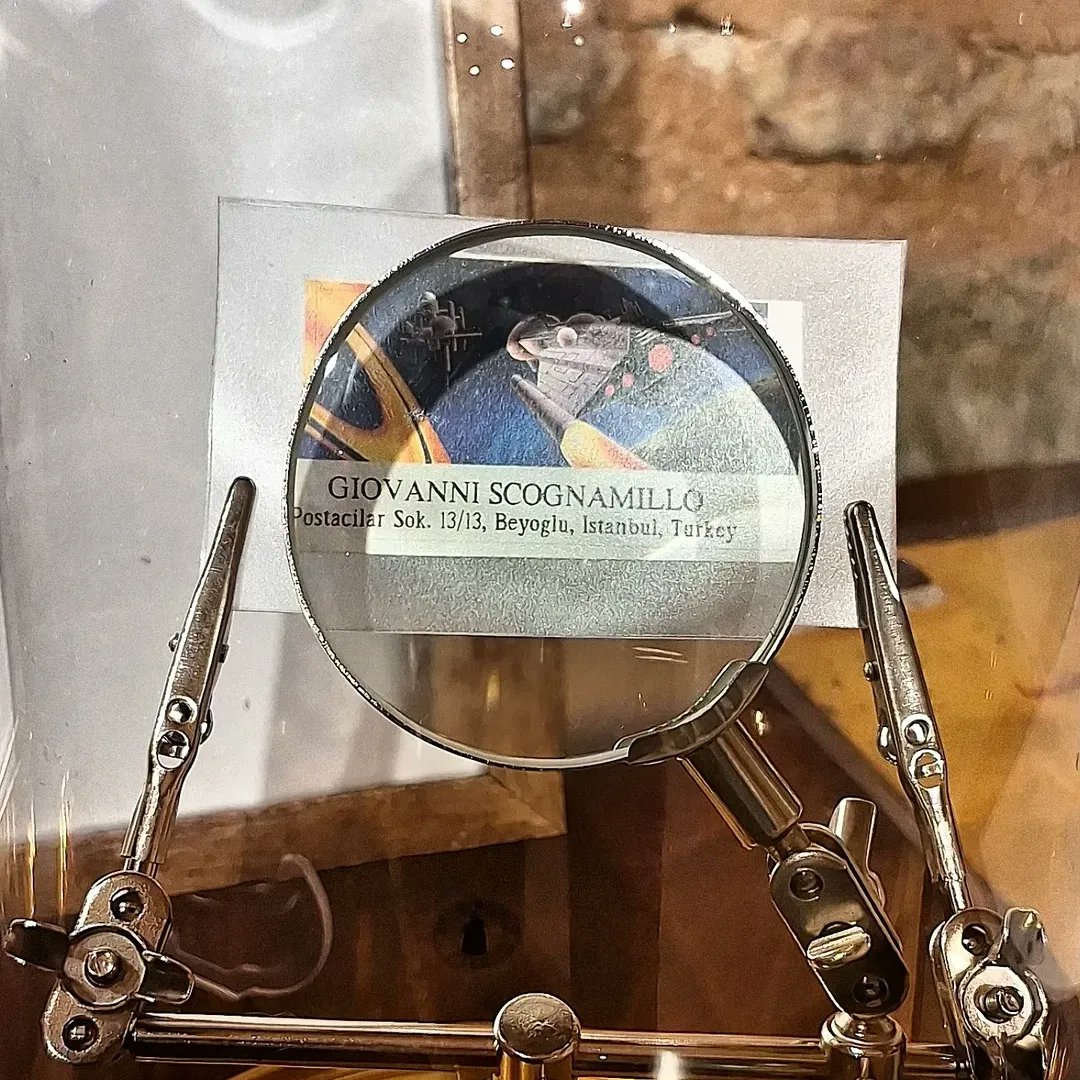 GIOVANNI SCOGNAMILLO
Postacilar Sok. 13/13, Beyoglu, Istanbul, Turkey